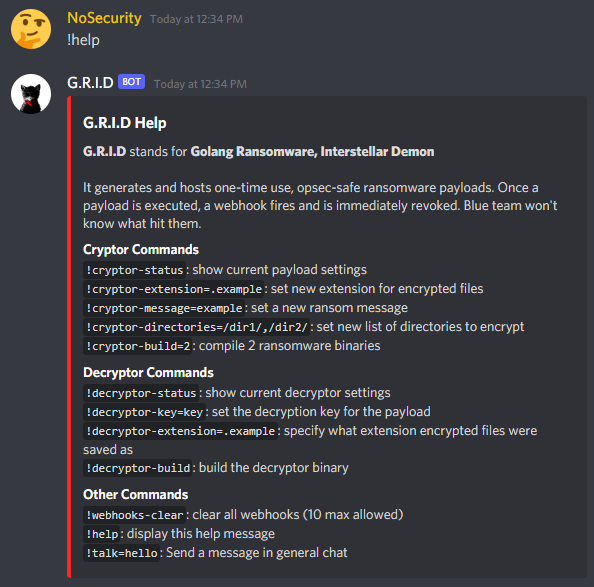 NoSecurity Today at 12:34 PM
!help
G.R.I.D BOT Today at 12:34 PM
G.R.I.D Help
G.R.I.D stands for Golang Ransomware, Interstellar Demon
It generates and hosts one-time use, opsec-safe ransomware payloads. Once a
payload is executed, a webhook fires and is immediately revoked. Blue team won't
know what hit them.
Cryptor Commands
!cryptor-status: show current payload settings
!cryptor-extension=.example: set new extension for encrypted files
!cryptor-message=example: set a new ransom message
!cryptor-directories=/dir1/,/dir2/: set new list of directories to encrypt
!cryptor-build=2: compile 2 ransomware binaries
Decryptor Commands
!decryptor-status: show current decryptor settings
!decryptor-key=key: set the decryption key for the payload
!decryptor-extension=.example: specify what extension encrypted files were
saved as
!decryptor-build: build the decryptor binary
Other Commands
!webhooks-clear: clear all webhooks (10 max allowed)
!help: display this help message
!talk=hello: Send a message in general chat